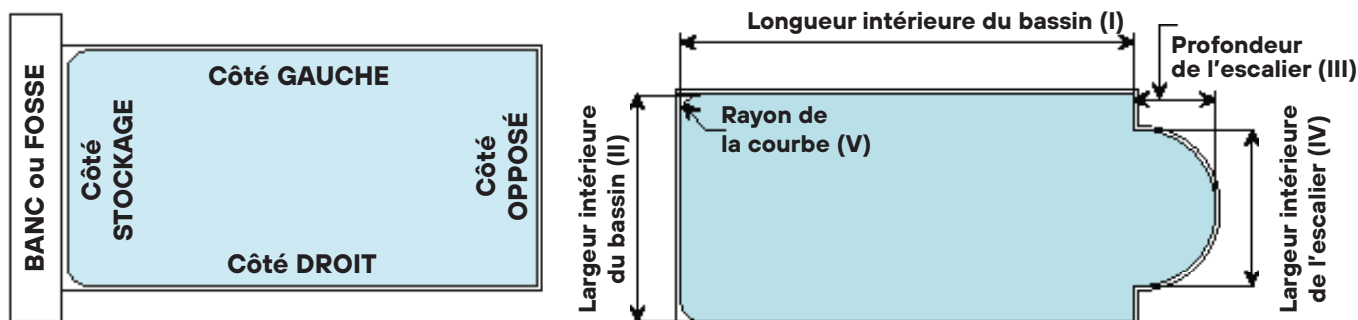 BANC ou FOSSE
Côté GAUCHE
Côté
STOCKAGE
Côté
OPPOSÉ
Côté DROIT
Longueur intérieure du bassin (I)
Profondeur
de l'escalier (III)
Rayon de
la courbe (V)
Largeur intérieure
du bassin (II)
Largeur intérieure
de l'escalier (IV)